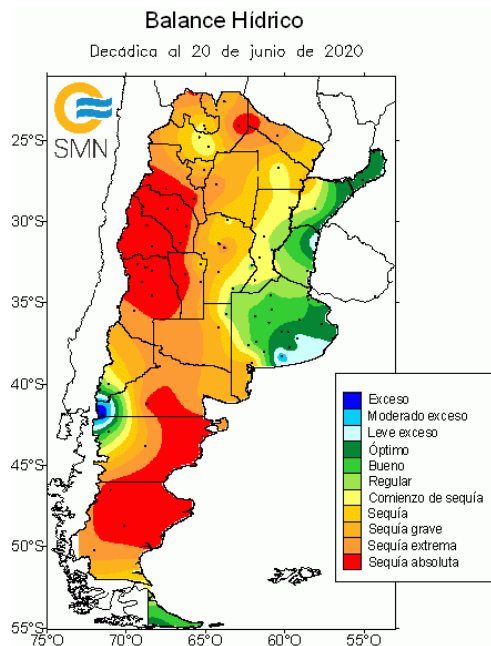 Balance Hídrico
Decádica al 20 de junio de 2020
SMN
25°S
30°S
35°S
40°S
45°S
50°S
55°S
75°O
70°O
65°O
60°O
55°O
Exceso
Moderado exceso
Leve exceso
Óptimo
Bueno
Regular
Comienzo de sequía
Sequía
Sequía grave
Sequía extrema
Sequía absoluta